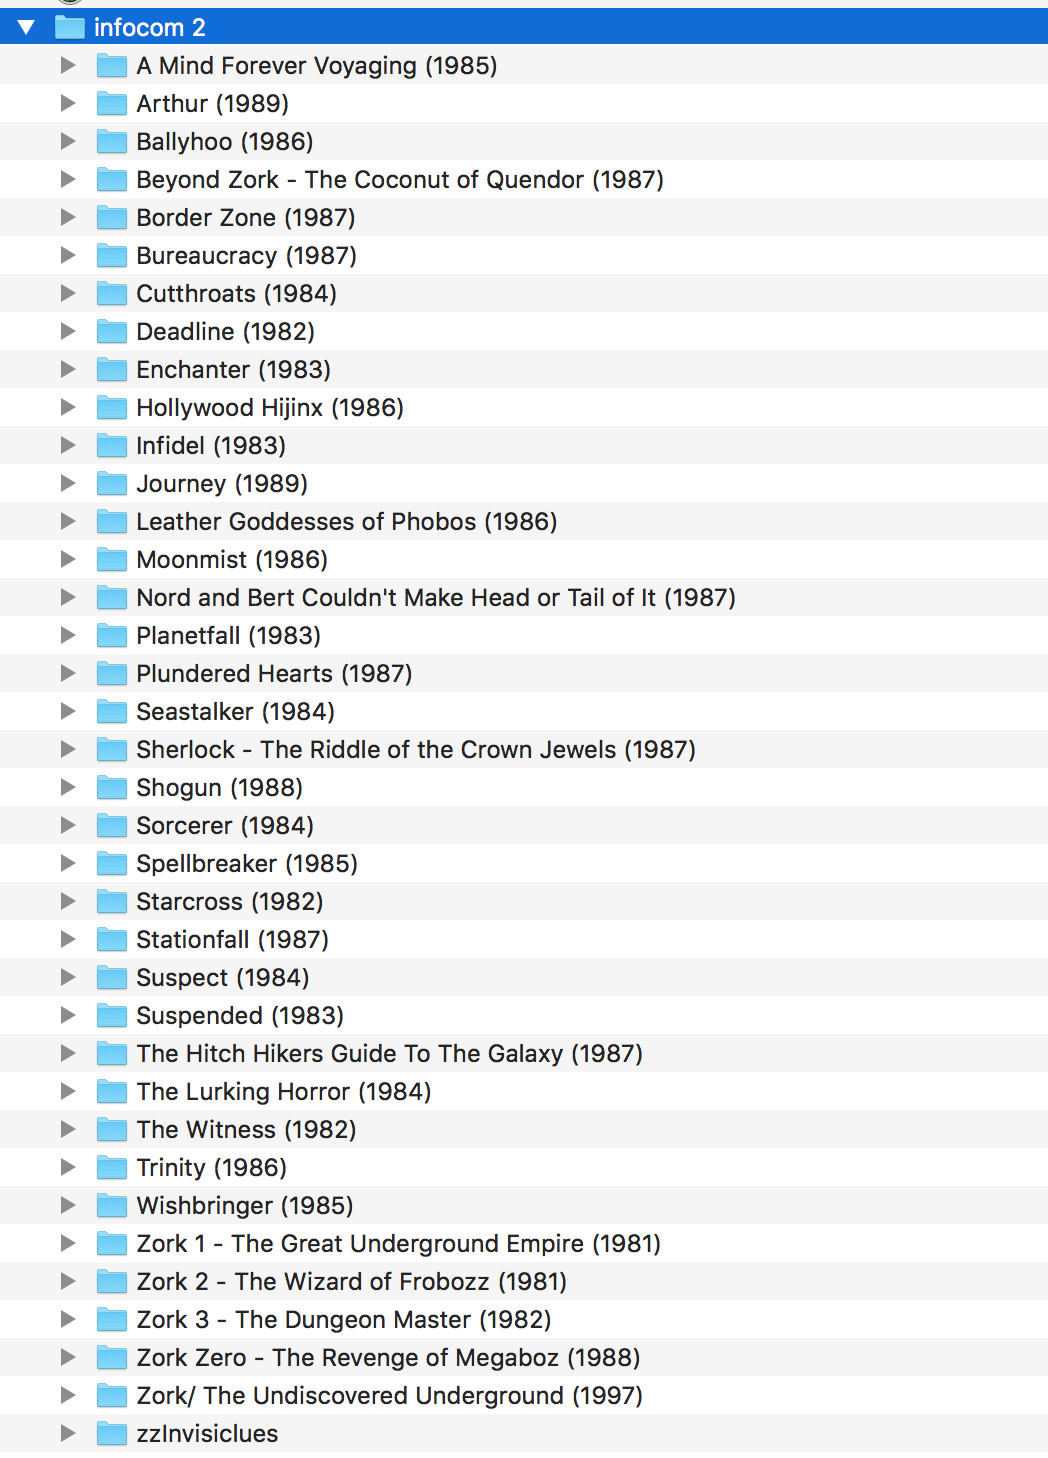 infocom 2
A Mind Forever Voyaging (1985)
Arthur (1989)
Ballyhoo (1986)
Beyond Zork - The Coconut of Quendor (1987)
Border Zone (1987)
Bureaucracy (1987)
Cutthroats (1984)
Deadline (1982)
Enchanter (1983)
Hollywood Hijinx (1986)
Infidel (1983)
Journey (1989)
Leather Goddesses of Phobos (1986)
Moonmist (1986)
Nord and Bert Couldn't Make Head or Tail of It (1987)
Planetfall (1983)
Plundered Hearts (1987)
Seastalker (1984)
Sherlock - The Riddle of the Crown Jewels (1987)
Shogun (1988)
Sorcerer (1984)
Spellbreaker (1985)
Starcross (1982)
Stationfall (1987)
Suspect (1984)
Suspended (1983)
The Hitch Hikers Guide To The Galaxy (1987)
The Lurking Horror (1984)
The Witness (1982)
Trinity (1986)
Wishbringer (1985)
Zork 1 - The Great Underground Empire (1981)
Zork 2 - The Wizard of Frobozz (1981)
Zork 3 - The Dungeon Master (1982)
Zork Zero - The Revenge of Megaboz (1988)
Zork/ The Undiscovered Underground (1997)
zzInvisiclues